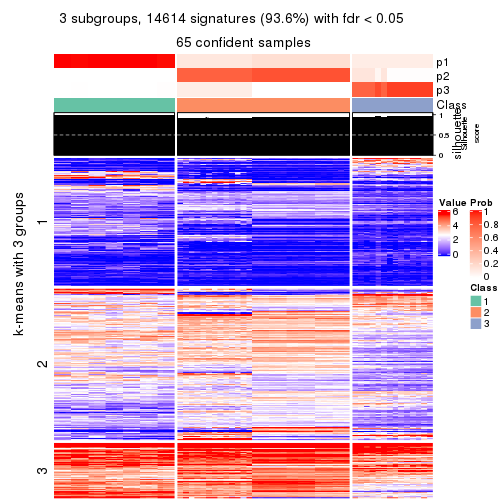 3 subgroups, 14614 signatures (93.6%) with fdr < 0.05
65 confident samples
p1
p2
p3
Class
silhouette
Silhouette
score
1
0.5
0
k-means with 3 groups
1
2
3
Value
6
4
2
0
Prob
1
0.8
0.6
0.4
0.2
0
Class
1
2
3